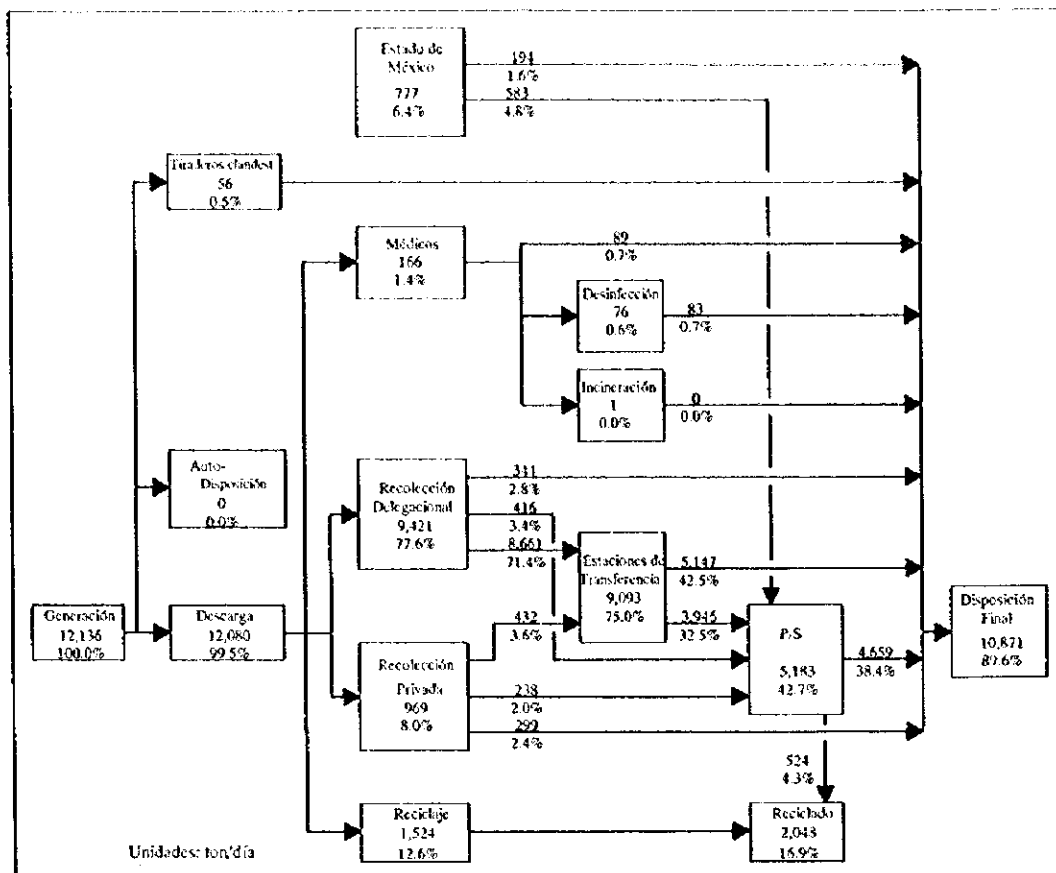 Estado de
México
777
6.4%
194
1.6%
583
4.8%
Tiraderos clandest
56
0.5%
Médicos
166
1.4%
89
0.7%
Desinfección
76
0.6%
83
0.7%
Incineración
1
0.0%
0
0.0%
Auto-
Disposición
0
0.0%
Recolección
Delegacional
9,421
77.6%
2.8%
416
3.4%
8,661
71.4%
Estaciones de
Transferencia
9,093
75.0%
5,147
42.5%
3,946
32.5%
Generación
12,136
100.0%
Descarga
12,080
99.5%
432
3.6%
Recolección
Privada
969
8.0%
238
2.0%
299
2.4%
P/S
5,183
42.7%
4,659
38.4%
Disposición
Final
10,871
89.6%
524
4.3%
Reciclaje
1,524
12.6%
Reciclado
2,048
16.9%
Unidades: ton/día